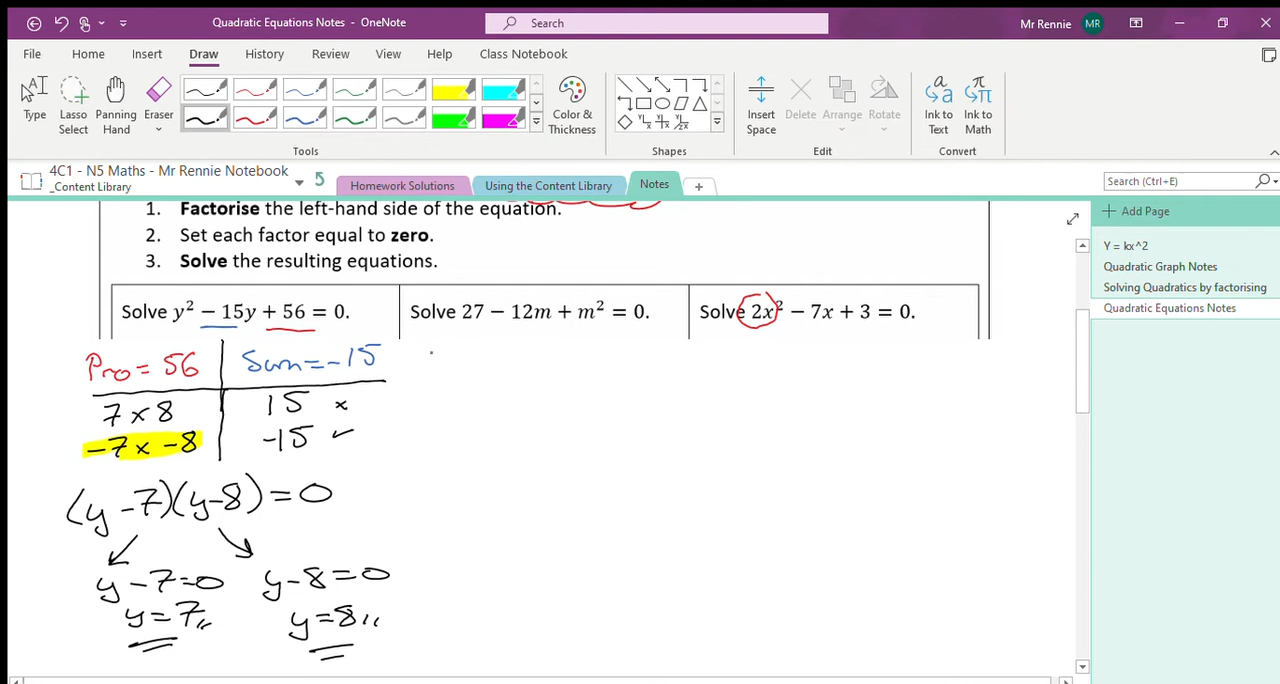 Quadratic Equations Notes - OneNote
Search
Mr Rennie MR
File Home Insert Draw History Review View Help Class Notebook
Type
Lasso Select
Panning Hand
Eraser
Color & Thickness
Insert Space
Delete
Arrange
Rotate
Ink to Text
Ink to Math
Tools Shapes Edit Convert
4C1 - N5 Maths - Mr Rennie Notebook
_Content Library
Homework Solutions Using the Content Library Notes +
Search (Ctrl+E)
+ Add Page
Y = kx^2
Quadratic Graph Notes
Solving Quadratics by factorising
Quadratic Equations Notes
1. Factorise the left-hand side of the equation.
2. Set each factor equal to zero.
3. Solve the resulting equations.
Solve y² − 15y + 56 = 0.
Solve 27 − 12m + m² = 0.
Solve 2x² − 7x + 3 = 0.
Pro = 56 Sum = -15
7 x 8 15 ×
-7 x -8 -15 ✓
(y - 7)(y - 8) = 0
y - 7 = 0 y - 8 = 0
y = 7,, y = 8,,